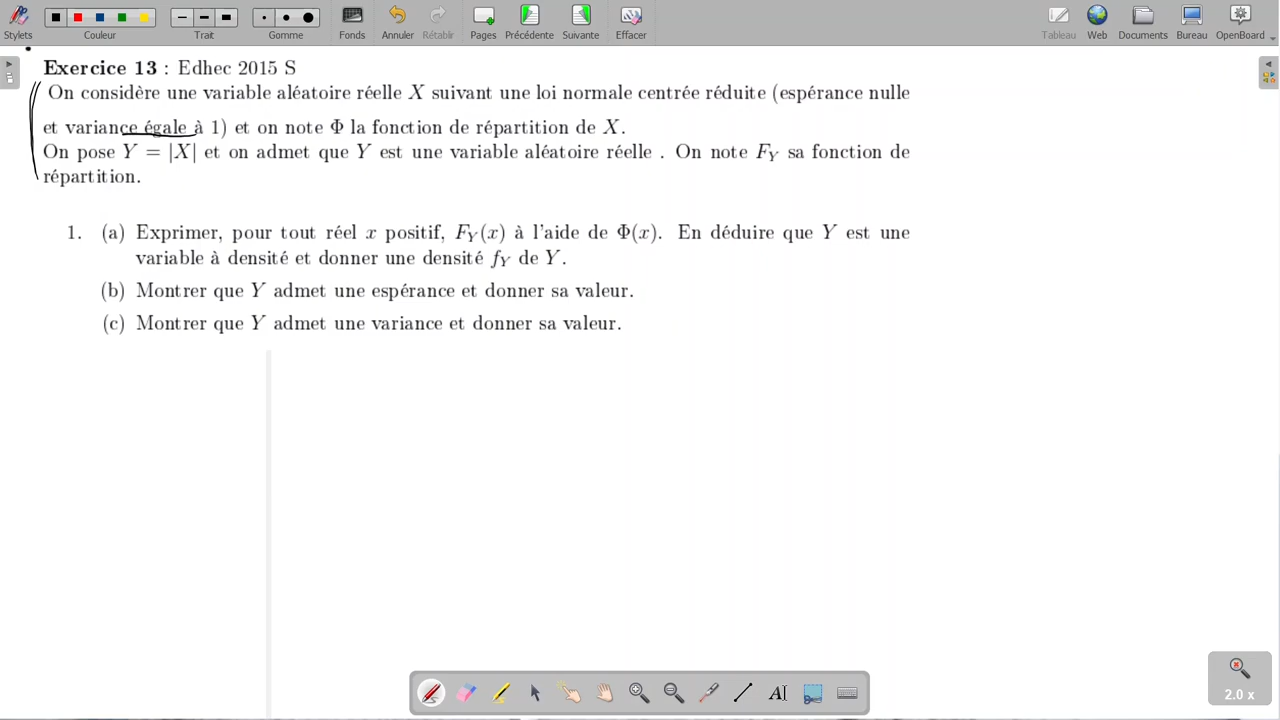 Stylets Couleur Trait Gomme Fonds Annuler Rétablir Pages Précédente Suivante Effacer Tableau Web Documents Bureau OpenBoard
Exercice 13 : Edhec 2015 S
On considère une variable aléatoire réelle X suivant une loi normale centrée réduite (espérance nulle
et variance égale à 1) et on note Φ la fonction de répartition de X.
On pose Y = |X| et on admet que Y est une variable aléatoire réelle . On note F_Y sa fonction de
répartition.
1. (a) Exprimer, pour tout réel x positif, F_Y(x) à l'aide de Φ(x). En déduire que Y est une
variable à densité et donner une densité f_Y de Y.
(b) Montrer que Y admet une espérance et donner sa valeur.
(c) Montrer que Y admet une variance et donner sa valeur.
2.0 x